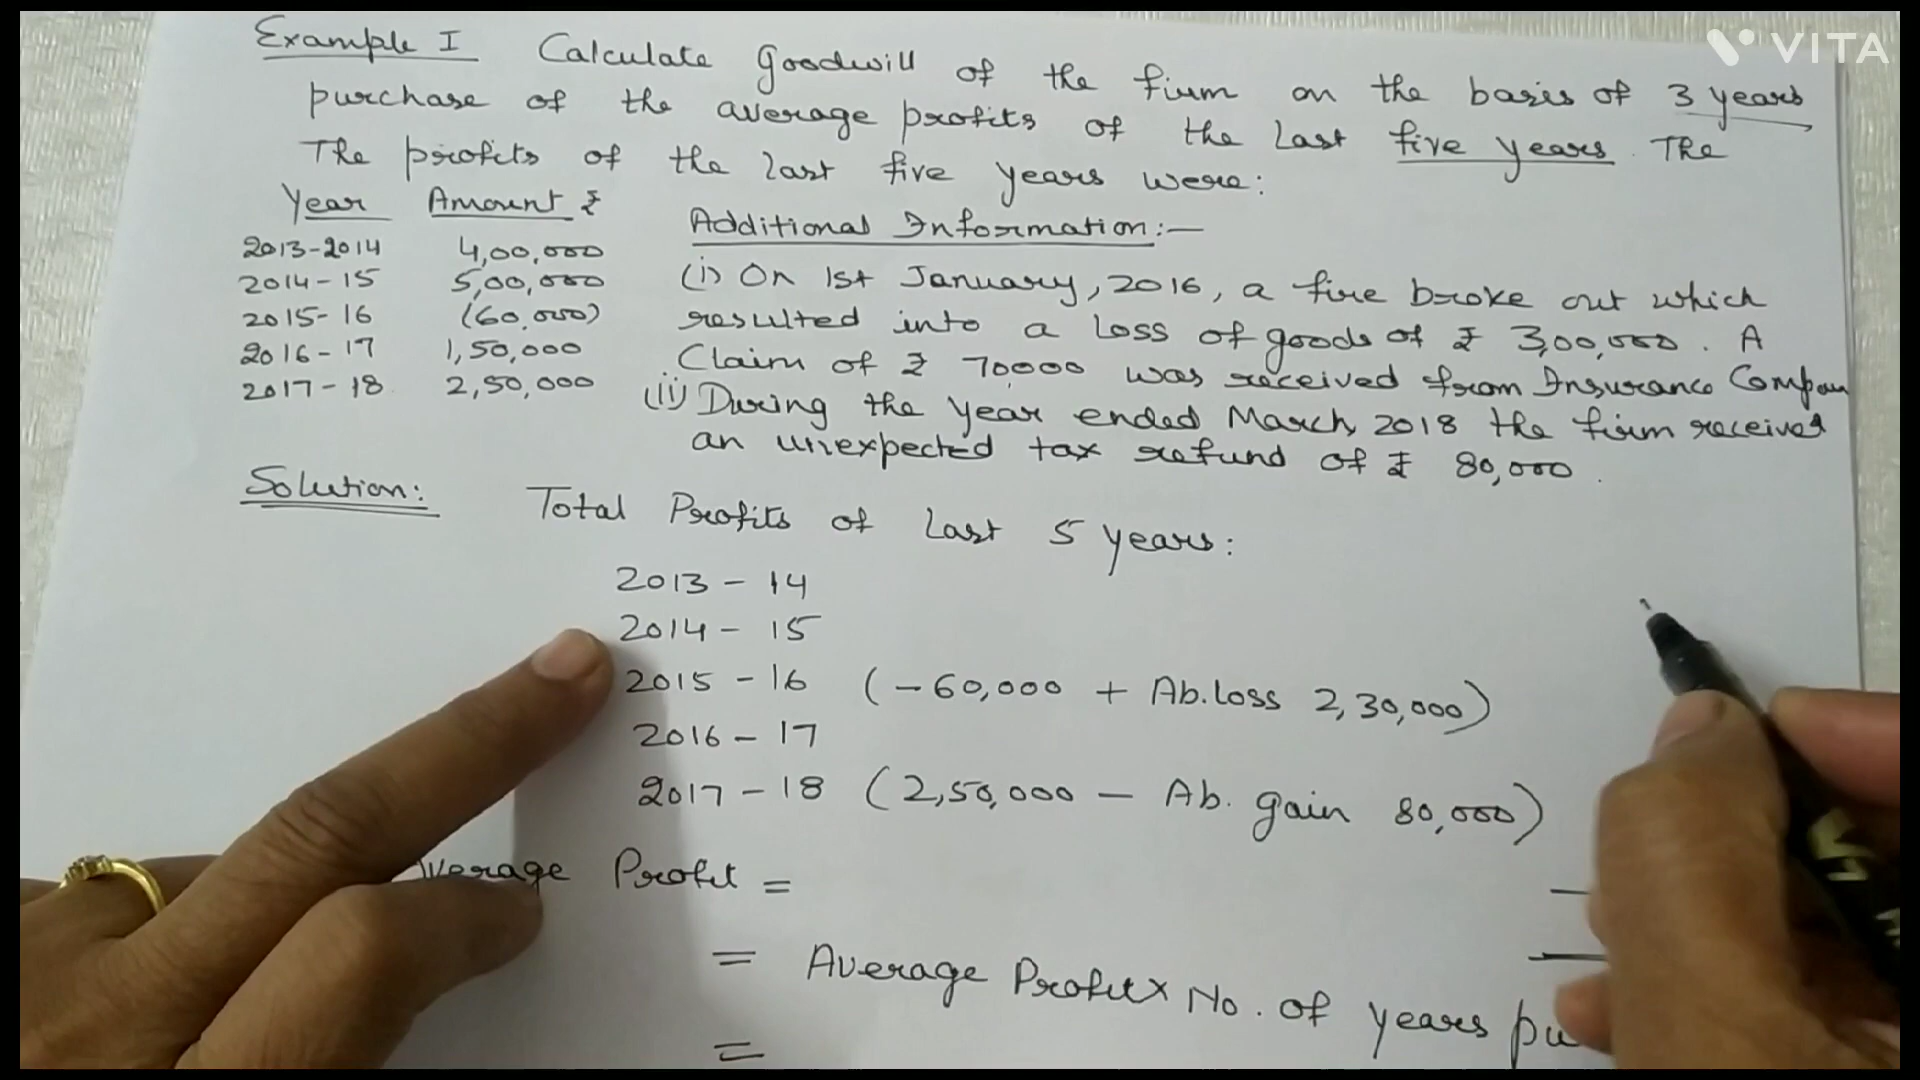 VITA
Example I Calculate Goodwill of the firm on the basis of 3 years
purchase of the average profits of the last five years. The
The profits of the last five years were:
Year Amount ₹
2013-2014 4,00,000
2014-15 5,00,000
2015-16 (60,000)
2016-17 1,50,000
2017-18 2,50,000
Additional Information:-
(i) On 1st January, 2016, a fire broke out which
resulted into a loss of goods of ₹ 3,00,000. A
Claim of ₹ 70000 was received from Insurance
(ii) During the year ended March, 2018 the firm received
an unexpected tax refund of ₹ 80,000.
Solution: Total Profits of last 5 years:
2013-14
2014-15
2015-16 (-60,000 + Ab.Loss 2,30,000)
2016-17
2017-18 (2,50,000 - Ab. gain 80,000)
Average Profit =
= Average Profit x No. of years
=